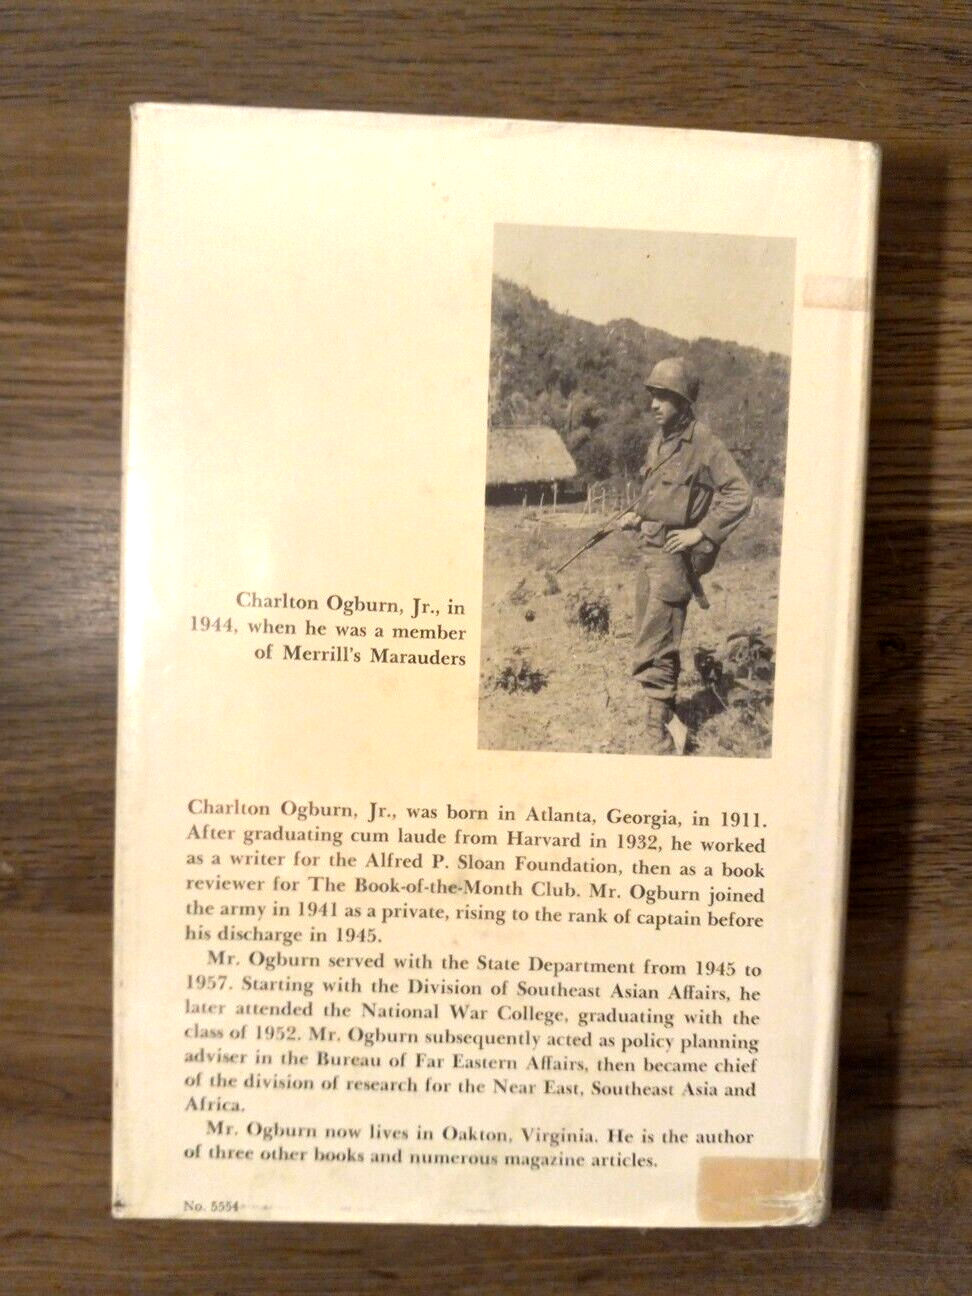 Charlton Ogburn, Jr., in
1944, when he was a member
of Merrill's Marauders
Charlton Ogburn, Jr., was born in Atlanta, Georgia, in 1911.
After graduating cum laude from Harvard in 1932, he worked
as a writer for the Alfred P. Sloan Foundation, then as a book
reviewer for The Book-of-the-Month Club. Mr. Ogburn joined
the army in 1941 as a private, rising to the rank of captain before
his discharge in 1945.
Mr. Ogburn served with the State Department from 1945 to
1957. Starting with the Division of Southeast Asian Affairs, he
later attended the National War College, graduating with the
class of 1952. Mr. Ogburn subsequently acted as policy planning
adviser in the Bureau of Far Eastern Affairs, then became chief
of the division of research for the Near East, Southeast Asia and
Africa.
Mr. Ogburn now lives in Oakton, Virginia. He is the author
of three other books and numerous magazine articles.
No. 5554